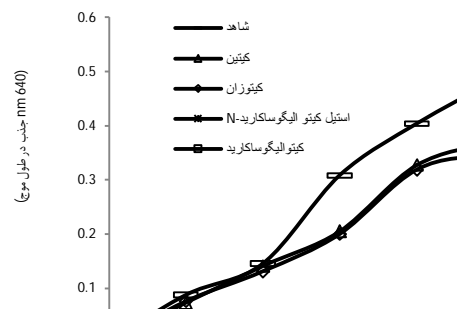 0.6
0.5
0.4
0.3
0.2
0.1
(nm 640 جذب در طول موج)
شاهد
کیتین
کیتوزان
N-استیل کیتو الیگوساکارید
کیتوالیگوساکارید